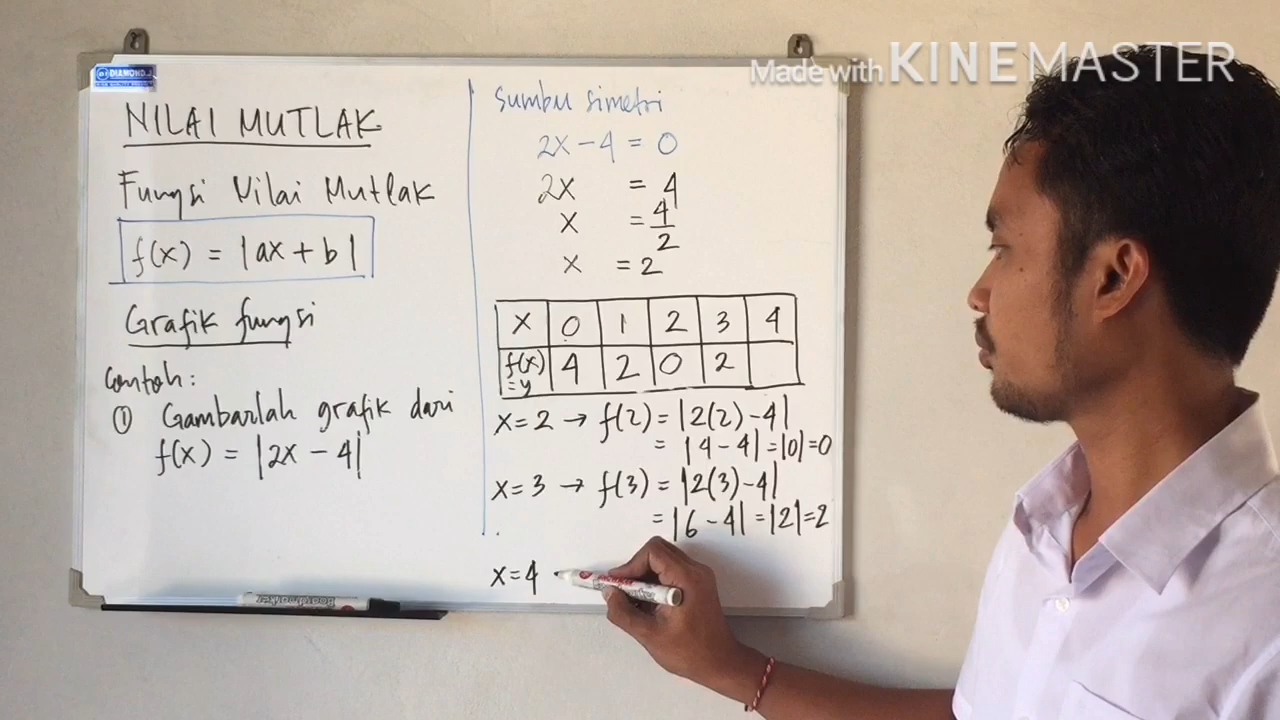 Made with KINEMASTER
DIAMOND
NILAI MUTLAK
Fungsi Nilai Mutlak
f(x) = |ax + b|
Grafik fungsi
Contoh:
① Gambarlah grafik dari
f(x) = |2x - 4|
Sumbu simetri
2x - 4 = 0
2x = 4
x = 4/2
x = 2
x 0 1 2 3 4
f(x) = y 4 2 0 2
x = 2 → f(2) = |2(2) - 4|
= |4 - 4| = |0| = 0
x = 3 → f(3) = |2(3) - 4|
= |6 - 4| = |2| = 2
x = 4
Boardmarker